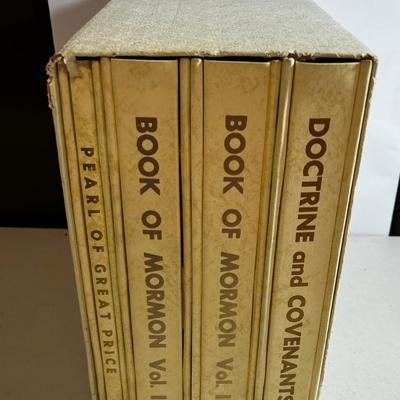 PEARL OF GREAT PRICE
BOOK OF MORMON Vol. I
BOOK OF MORMON Vol. I
DOCTRINE and COVENANTS